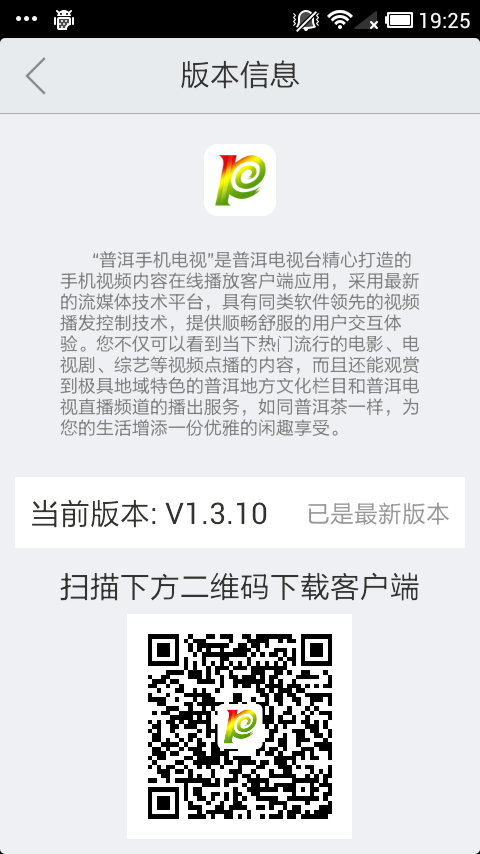 19:25
版本信息
“普洱手机电视”是普洱电视台精心打造的
手机视频内容在线播放客户端应用，采用最新
的流媒体技术平台，具有同类软件领先的视频
播发控制技术，提供顺畅舒服的用户交互体
验。您不仅可以看到当下热门流行的电影、电
视剧、综艺等视频点播的内容，而且还能观赏
到极具地域特色的普洱地方文化栏目和普洱电
视直播频道的播出服务，如同普洱茶一样，为
您的生活增添一份优雅的闲趣享受。
当前版本: V1.3.10 已是最新版本
扫描下方二维码下载客户端